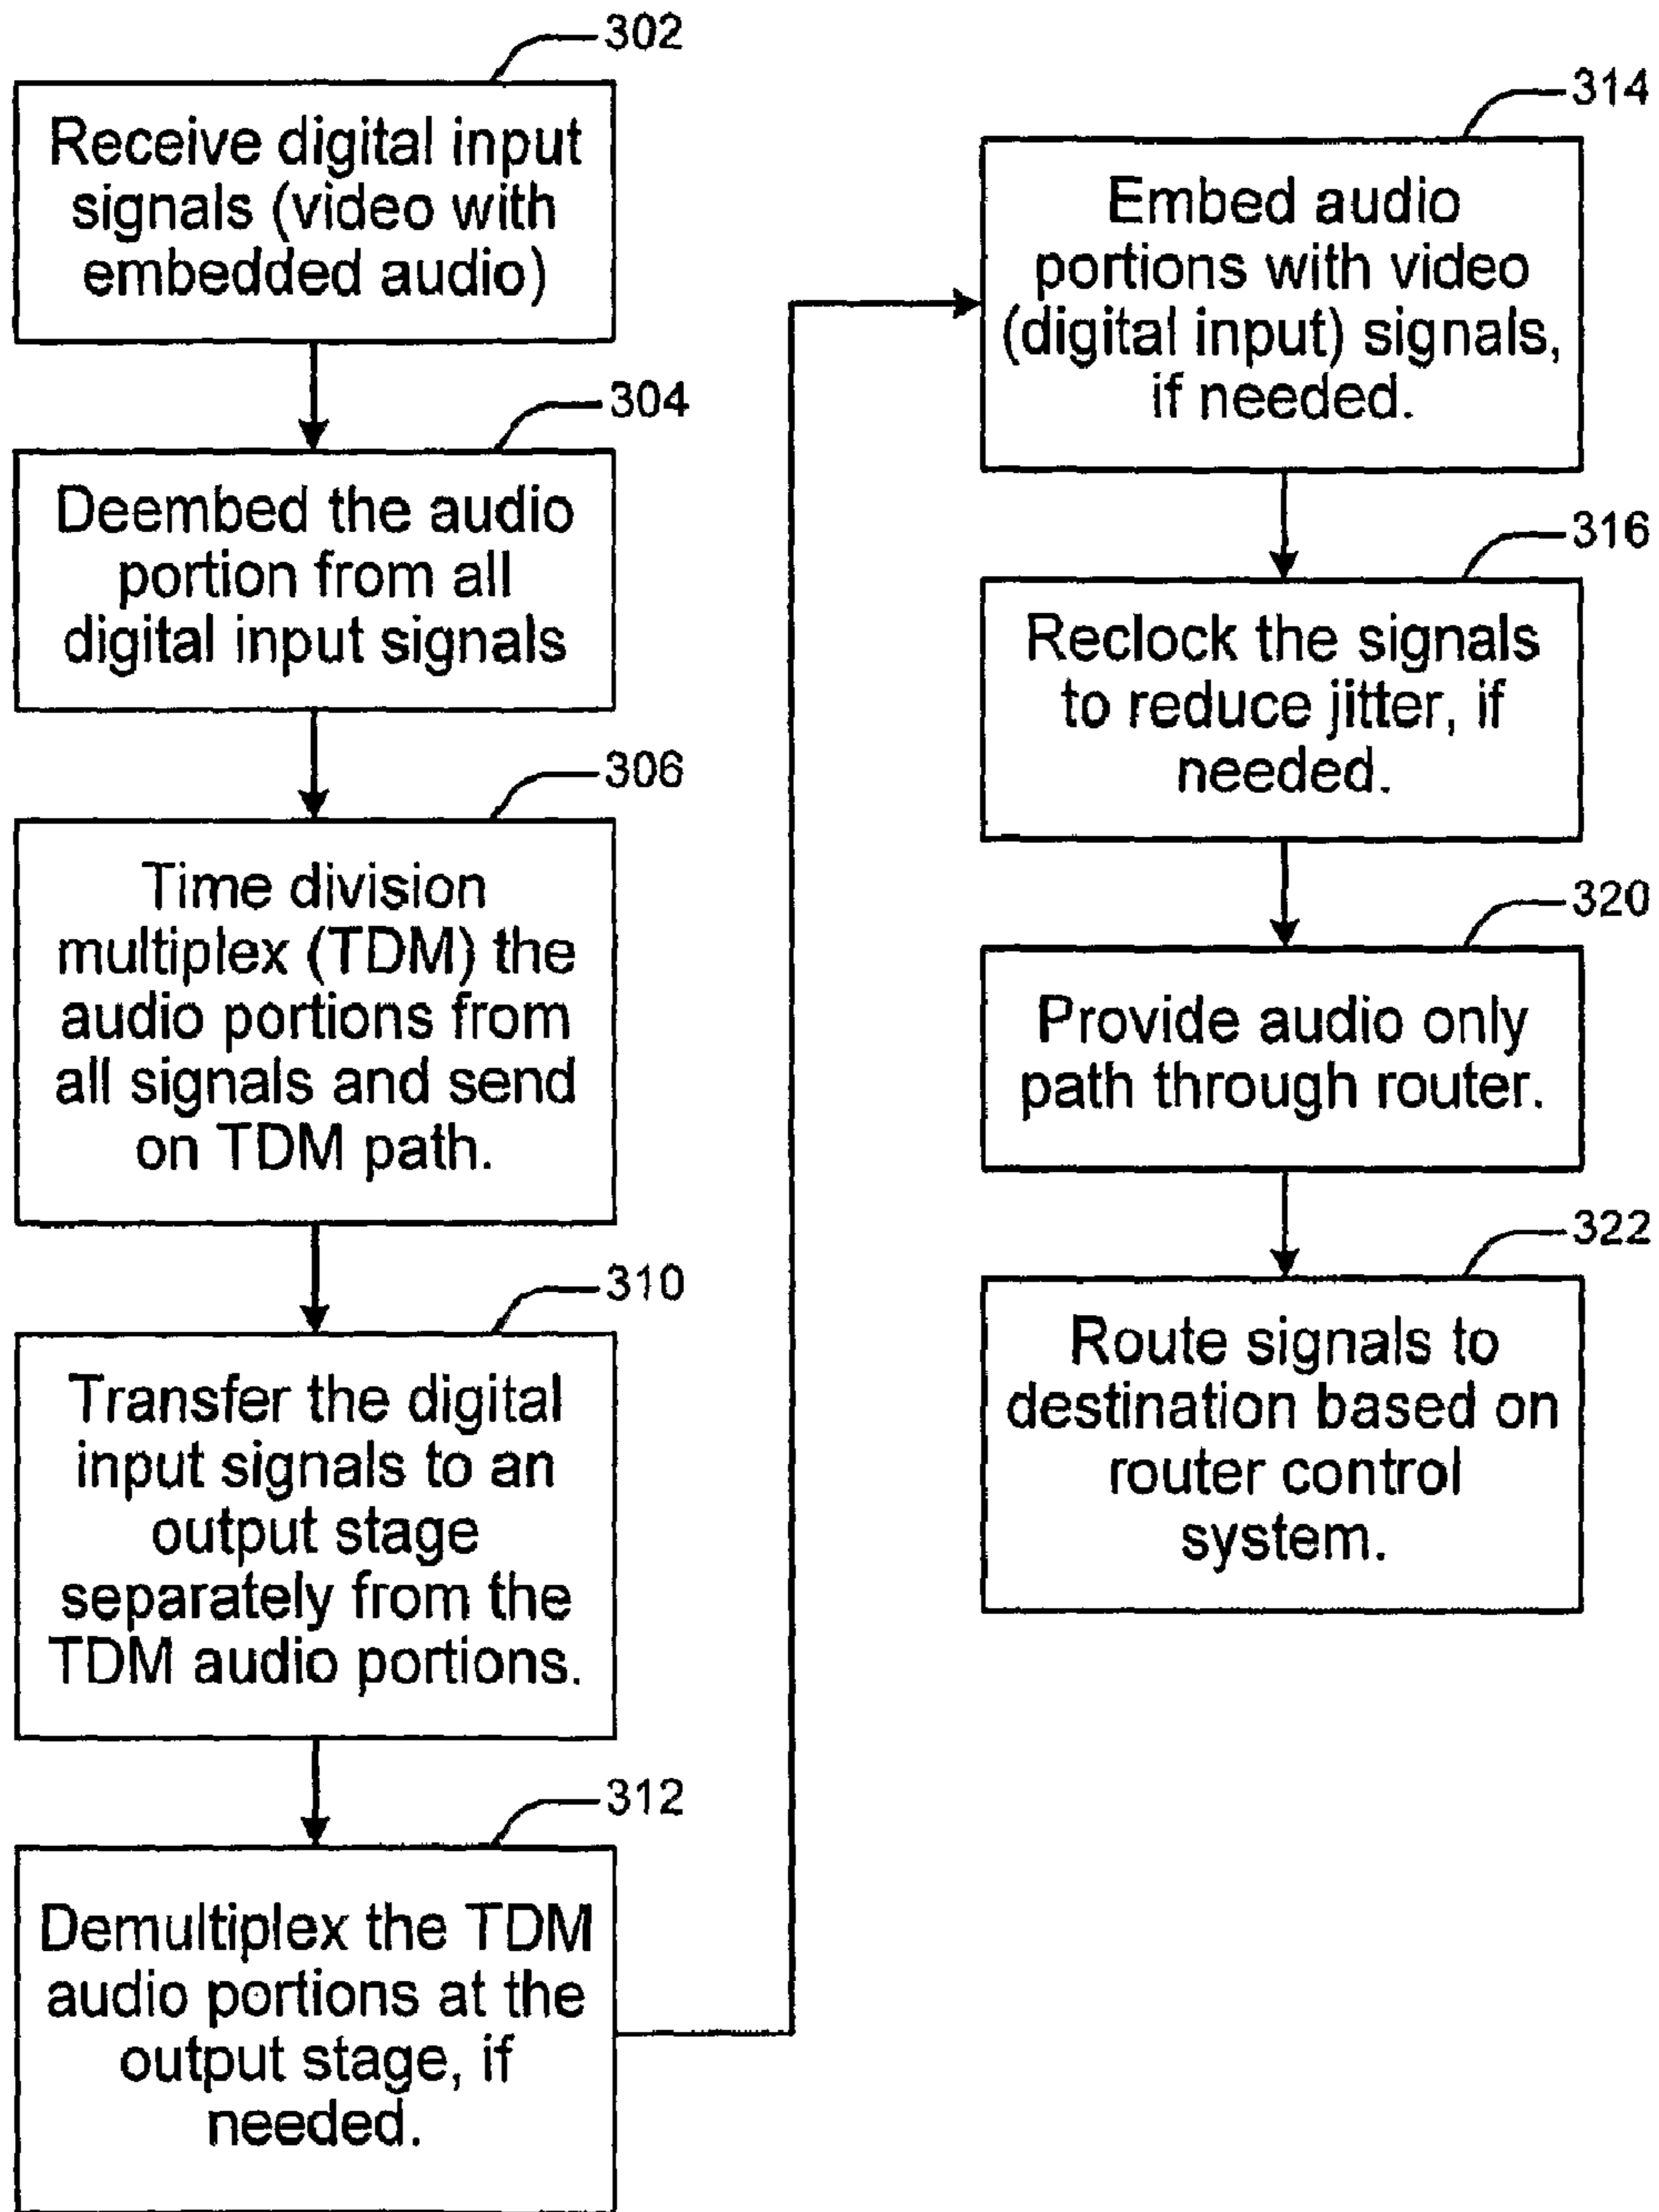 302
Receive digital input
signals (video with
embedded audio)
304
Deembed the audio
portion from all
digital input signals
306
Time division
multiplex (TDM) the
audio portions from
all signals and send
on TDM path.
310
Transfer the digital
input signals to an
output stage
separately from the
TDM audio portions.
312
Demultiplex the TDM
audio portions at the
output stage, if
needed.
314
Embed audio
portions with video
(digital input) signals,
if needed.
316
Reclock the signals
to reduce jitter, if
needed.
320
Provide audio only
path through router.
322
Route signals to
destination based on
router control
system.